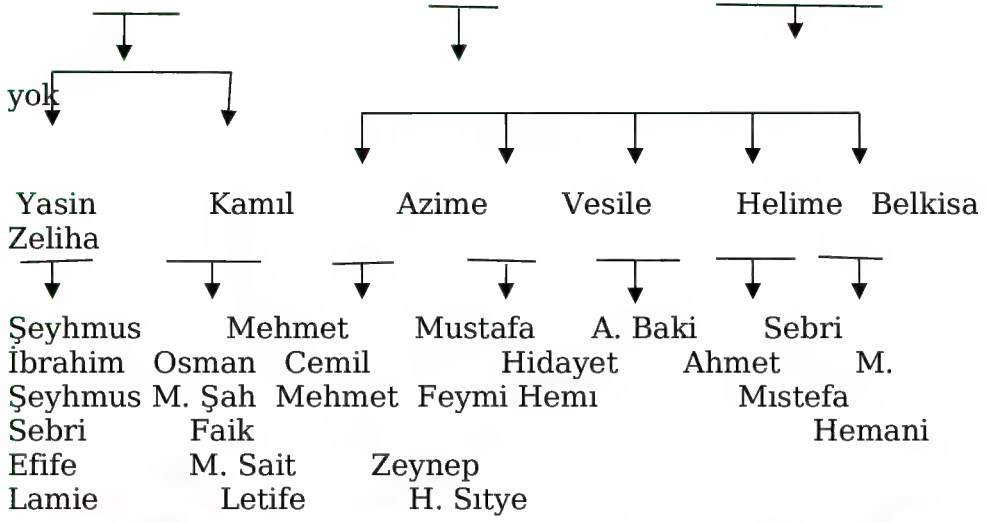 yok
Yasin Kamıl Azime Vesile Helime Belkisa
Zeliha
Şeyhmus Mehmet Mustafa A. Baki Sebri
İbrahim Osman Cemil Hidayet Ahmet M.
Şeyhmus M. Şah Mehmet Feymi Hemı Mıstefa
Sebri Faik Hemani
Efife M. Sait Zeynep
Lamie Letife H. Sıtye